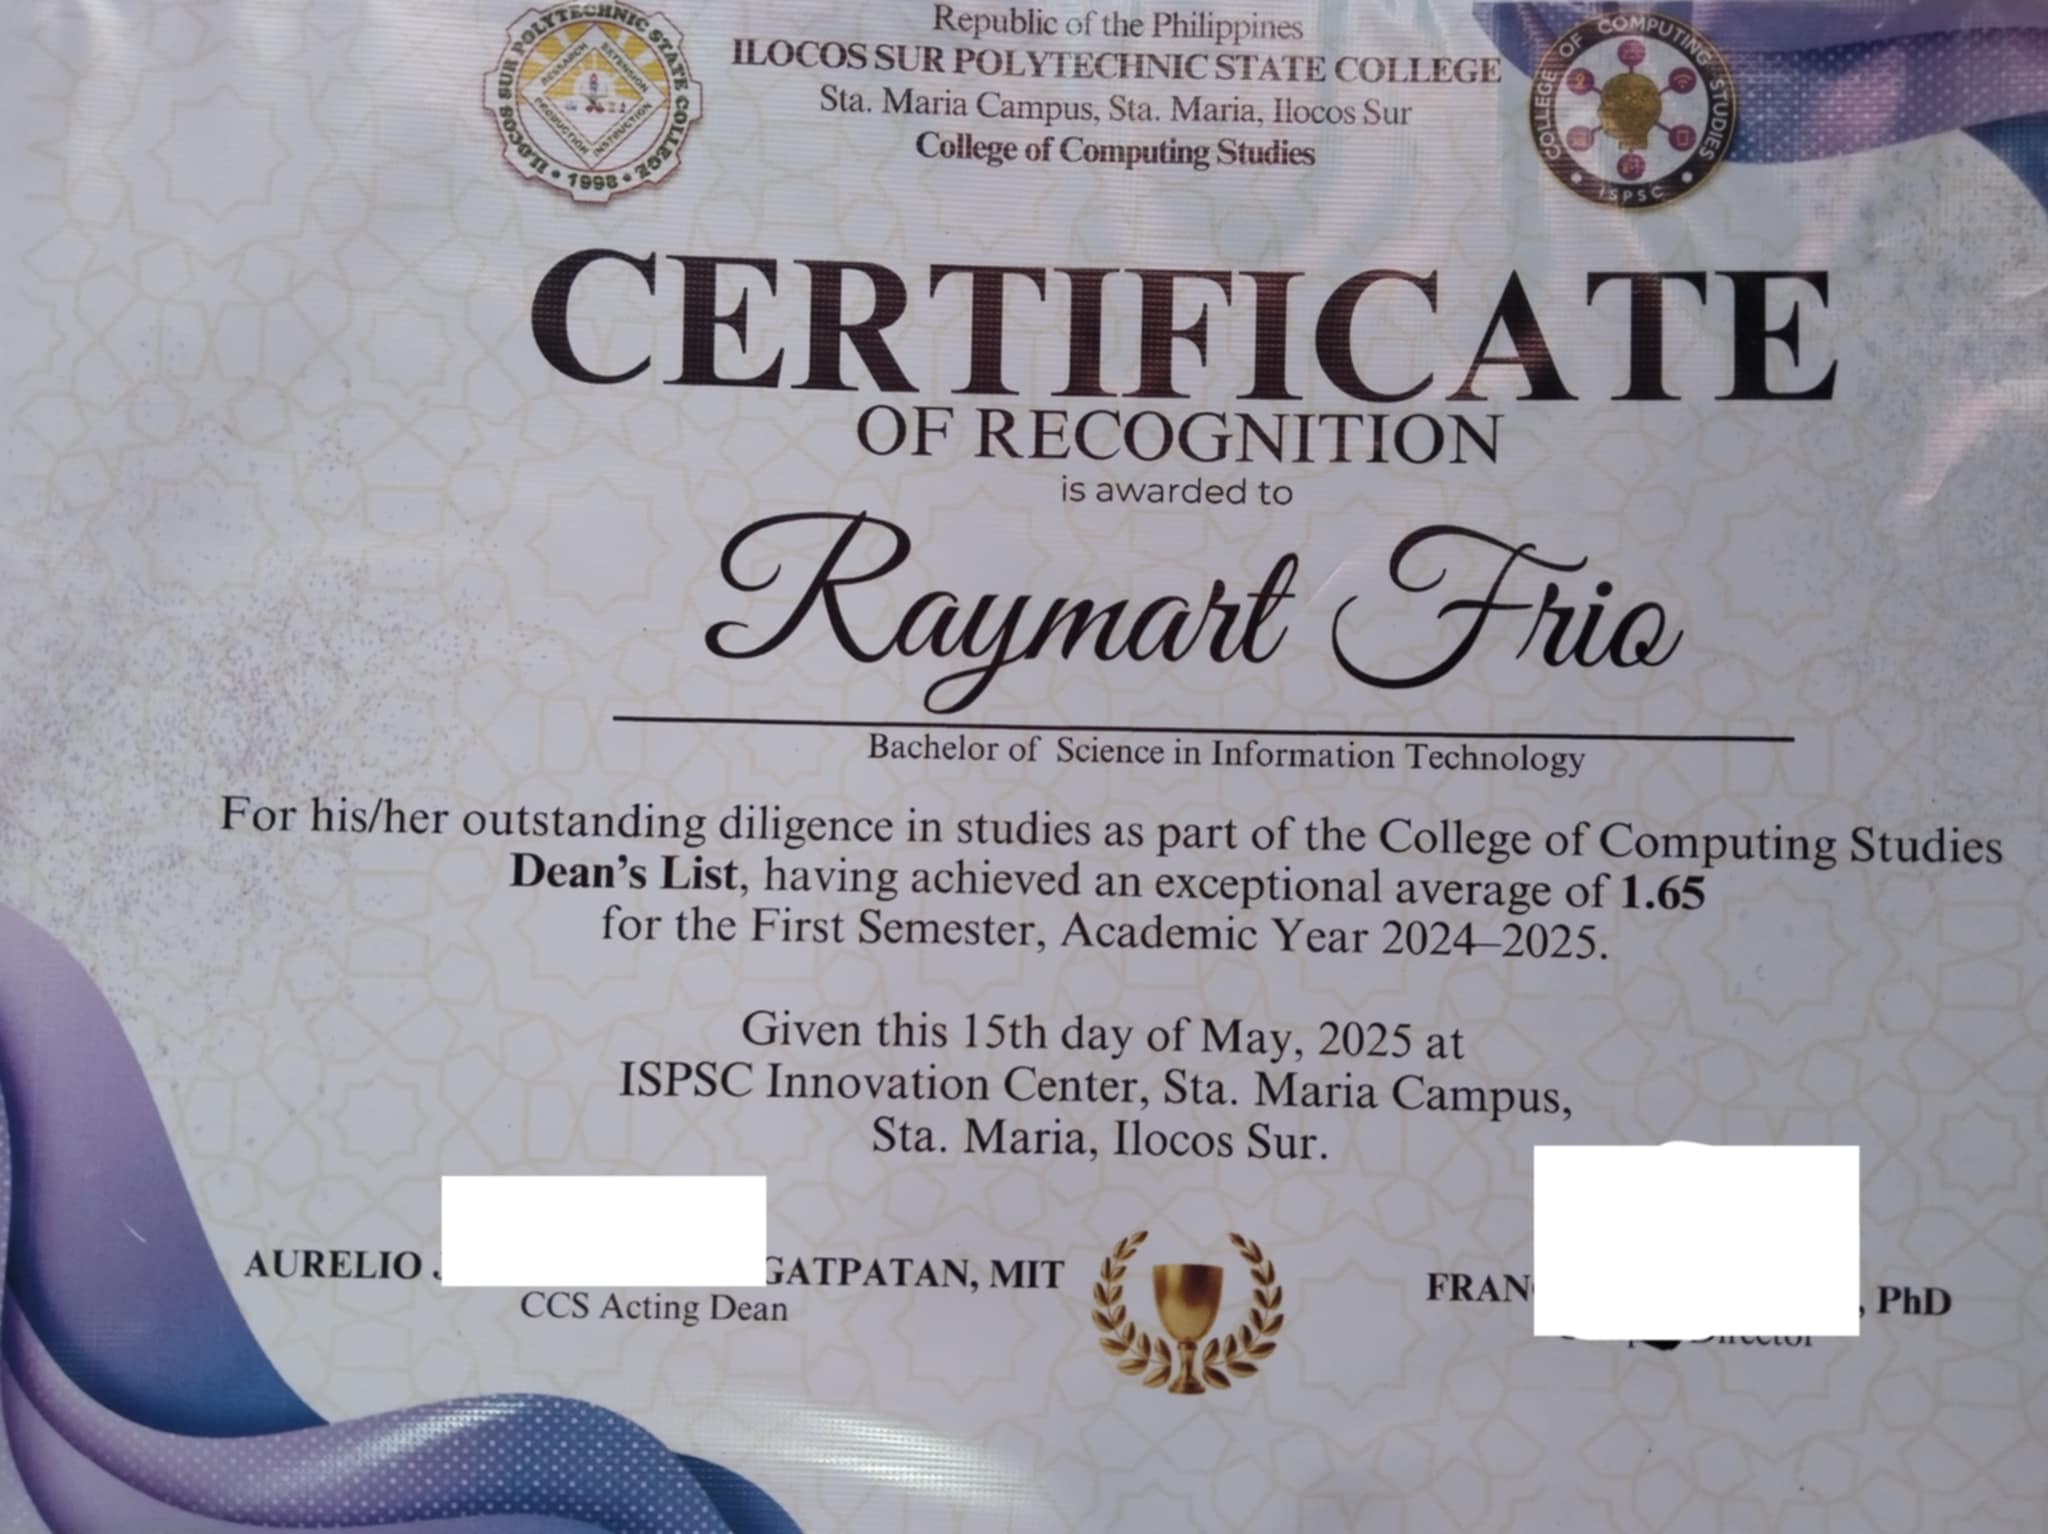 ILOCOS SUR POLYTECHNIC STATE COLLEGE
RESEARCH
EXTENSION
PRODUCTION
INSTRUCTION
• 1998 •
Republic of the Philippines
ILOCOS SUR POLYTECHNIC STATE COLLEGE
Sta. Maria Campus, Sta. Maria, Ilocos Sur
College of Computing Studies
COLLEGE OF COMPUTING STUDIES
• ISPSC •
CERTIFICATE
OF RECOGNITION
is awarded to
Raymart Frio
Bachelor of Science in Information Technology
For his/her outstanding diligence in studies as part of the College of Computing Studies
Dean's List, having achieved an exceptional average of 1.65
for the First Semester, Academic Year 2024–2025.
Given this 15th day of May, 2025 at
ISPSC Innovation Center, Sta. Maria Campus,
Sta. Maria, Ilocos Sur.
AURELIO GATPATAN, MIT
CCS Acting Dean
, PhD
Director